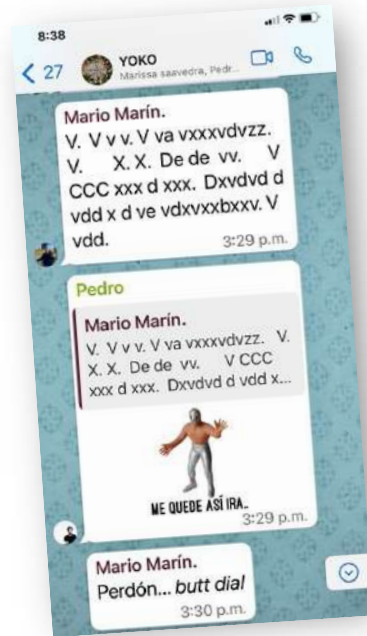 8:38
27
YOKO
Marissa saavedra, Pedr...
Mario Marín.
V. V v v. V va vxxxvdvzz.
V. X. X. De de vv. V
CCC xxx d xxx. Dxvdvd d
vdd x d ve vdxvxxbxxv. V
vdd.
3:29 p.m.
Pedro
Mario Marín.
V. V v v. V va vxxxvdvzz. V.
X. X. De de vv. V CCC
xxx d xxx. Dxvdvd d vdd x...
ME QUEDE ASÍ IRA..
3:29 p.m.
Mario Marín.
Perdón... butt dial
3:30 p.m.